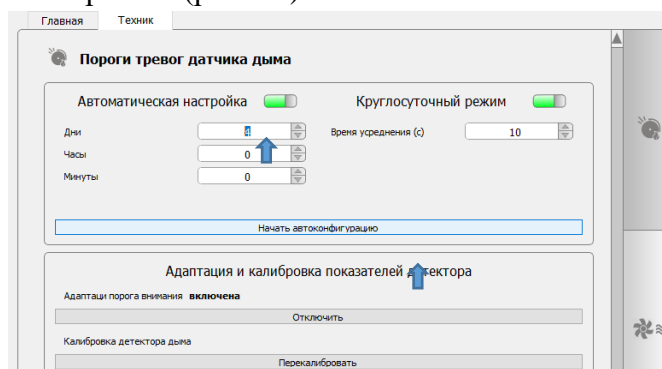 Главная Техник
Пороги тревог датчика дыма
Автоматическая настройка Круглосуточный режим
Дни 4 Время усреднения (с) 10
Часы 0
Минуты 0
Начать автоконфигурацию
Адаптация и калибровка показателей детектора
Адаптаци порога внимания включена
Отключить
Калибровка детектора дыма
Перекалибровать